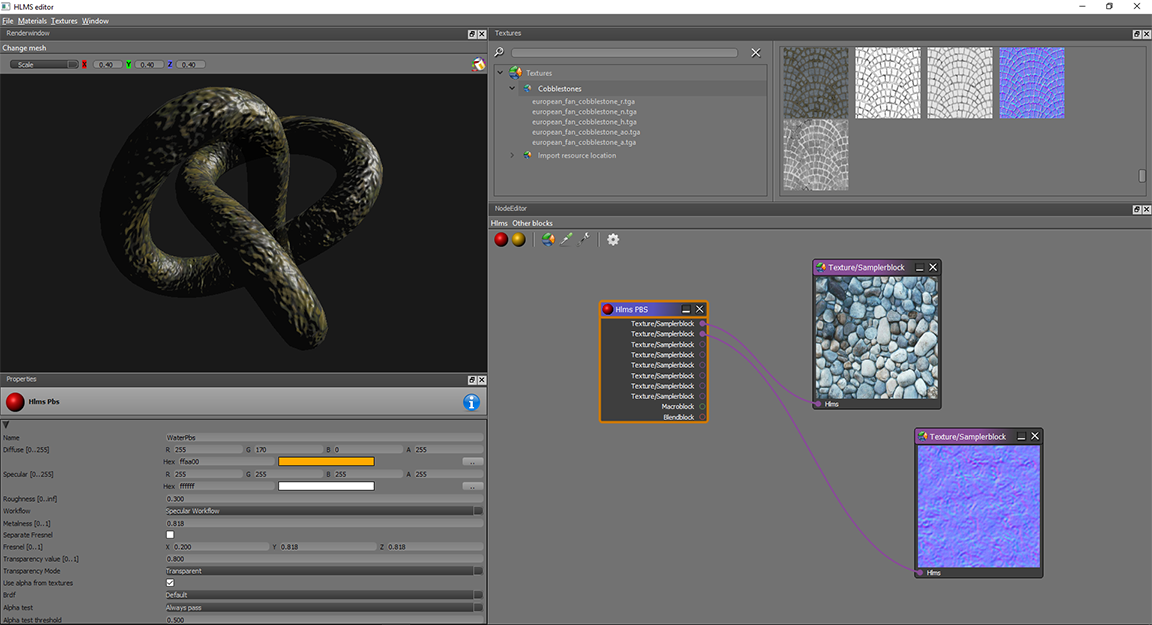 HLMS editor
File Materials Textures Window
Renderwindow
Change mesh
Scale X 0.40 Y 0.40 Z 0.40
Properties
Hlms Pbs
Name WaterPbs
Diffuse [0..255] R 255 G 170 B 0 A 255
Hex ffaa00 ..
Specular [0..255] R 255 G 255 B 255 A 255
Hex ffffff ..
Roughness [0..inf] 0.300
Workflow Specular Workflow
Metalness [0..1] 0.818
Separate Fresnel
Fresnel [0..1] X 0.200 Y 0.818 Z 0.818
Transparency value [0..1] 0.800
Transparency Mode Transparent
Use alpha from textures
Brdf Default
Alpha test Always pass
Alpha test threshold 0.500
Textures
Textures
Cobblestones
european_fan_cobblestone_r.tga
european_fan_cobblestone_n.tga
european_fan_cobblestone_h.tga
european_fan_cobblestone_ao.tga
european_fan_cobblestone_a.tga
Import resource location
NodeEditor
Hlms Other blocks
Hlms PBS
Texture/Samplerblock
Texture/Samplerblock
Texture/Samplerblock
Texture/Samplerblock
Texture/Samplerblock
Texture/Samplerblock
Texture/Samplerblock
Texture/Samplerblock
Macroblock
Blendblock
Texture/Samplerblock
Hlms
Texture/Samplerblock
Hlms